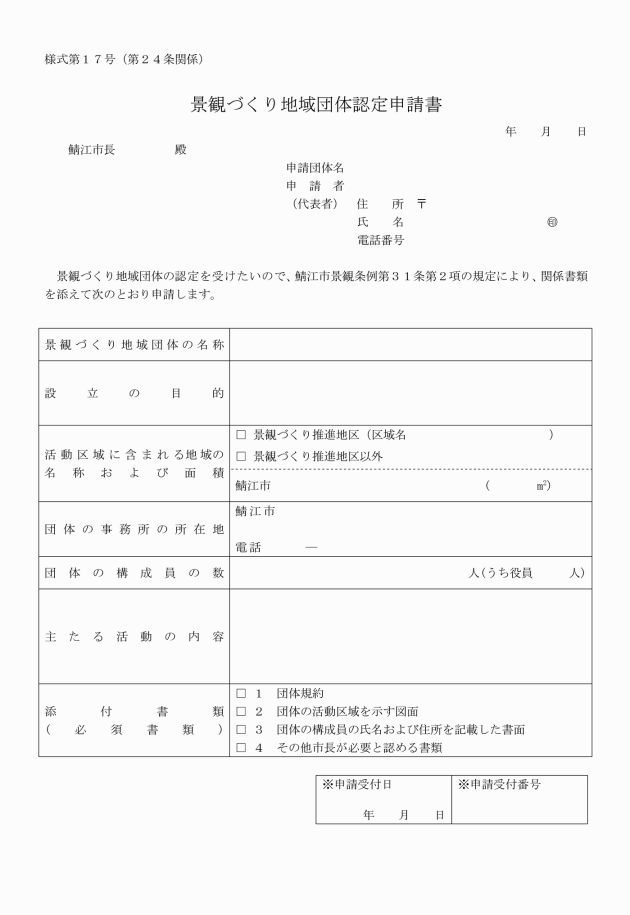 様式第１７号（第２４条関係）
景観づくり地域団体認定申請書
年　　月　　日
鯖江市長　　　　　殿
申請団体名
申　請　者
（代表者）　住　　所　〒
氏　　名　　　　　　　　　　　　㊞
電話番号
景観づくり地域団体の認定を受けたいので、鯖江市景観条例第３１条第２項の規定により、関係書類
を添えて次のとおり申請します。
景観づくり地域団体の名称
設立の目的
活動区域に含まれる地域の
名称および面積
□ 景観づくり推進地区（区域名　　　　　　　　　　　　）
□ 景観づくり推進地区以外
鯖江市　　　　　　　　　　　　　　　　　　（　　　　㎡）
団体の事務所の所在地
鯖江市
電話　　　　―
団体の構成員の数
人（うち役員　　　人）
主たる活動の内容
添付書類
（必須書類）
□ １　団体規約
□ ２　団体の活動区域を示す図面
□ ３　団体の構成員の氏名および住所を記載した書面
□ ４　その他市長が必要と認める書類
※申請受付日
年　　月　　日
※申請受付番号